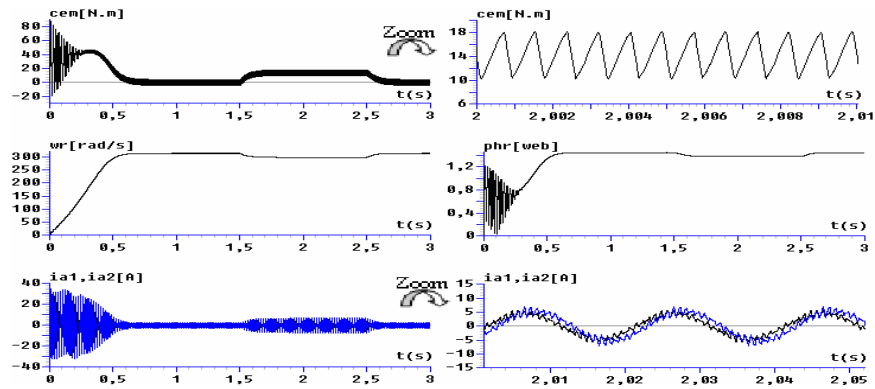 cem[N.m]
80
60
40
20
0
-20
Zoom
t(s)
0 0,5 1 1,5 2 2,5 3
cem[N.m]
18
14
10
6
t(s)
2 2,002 2,004 2,006 2,008 2,01
wr[rad/s]
300
250
200
150
100
50
0
t(s)
0 0,5 1 1,5 2 2,5 3
phr[web]
1,2
0,8
0,4
0
t(s)
0 0,5 1 1,5 2 2,5 3
ia1,ia2[A]
40
20
0
-20
-40
Zoom
t(s)
0 0,5 1 1,5 2 2,5 3
ia1,ia2[A]
15
10
5
0
-5
-10
-15
t(s)
2,01 2,02 2,03 2,04 2,05